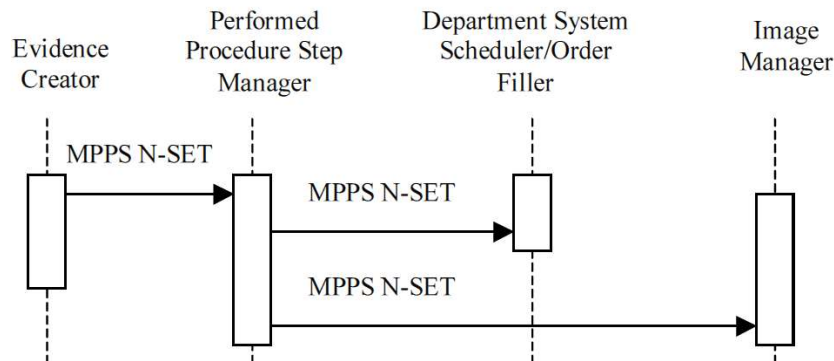 Evidence
Creator
Performed
Procedure Step
Manager
Department System
Scheduler/Order
Filler
Image
Manager
MPPS N-SET
MPPS N-SET
MPPS N-SET